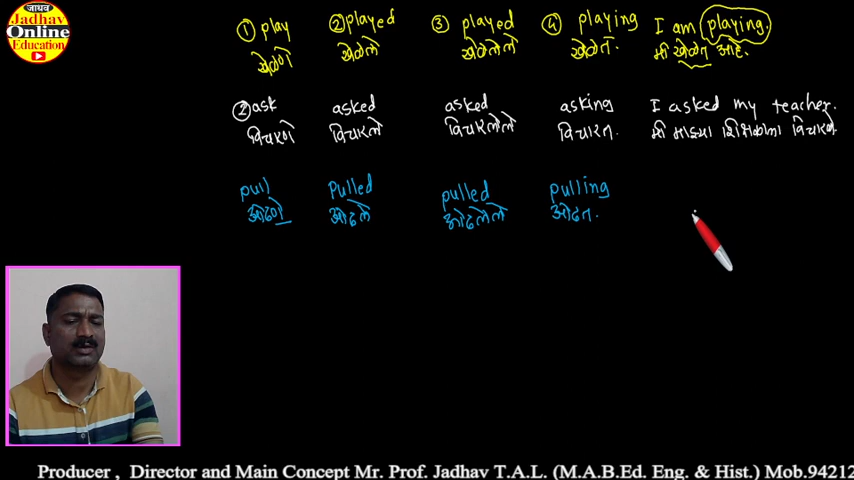 जाधव
Jadhav
Online
Education
① play ② played ③ played ④ playing I am playing.
खेळणे खेळले खेळलेले खेळत. मी खेळत आहे.
② ask asked asked asking I asked my teacher.
विचारणे विचारले विचारलेले विचारत. मी माझ्या शिक्षकांना विचारले.
pull Pulled pulled pulling
ओढणे ओढले ओढलेले ओढत.
Producer , Director and Main Concept Mr. Prof. Jadhav T.A.L. (M.A.B.Ed. Eng. & Hist.) Mob.94212